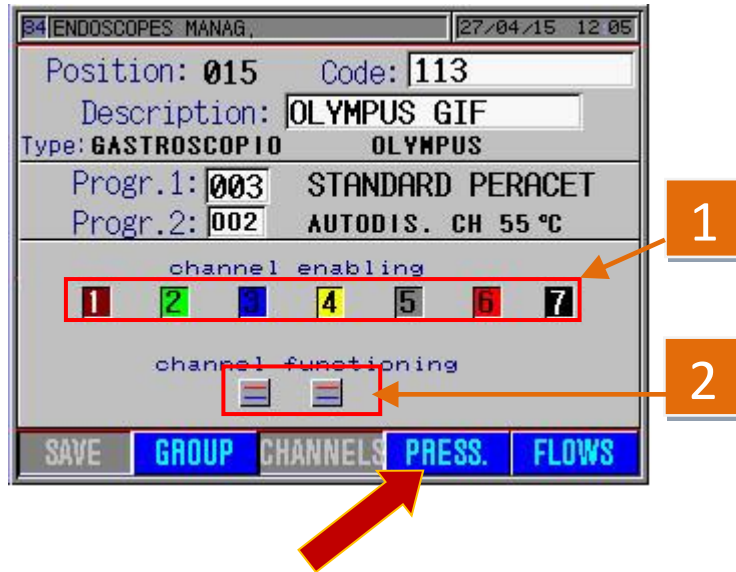 34 ENDOSCOPES MANAG, 27/04/15 12 05
Position: 015 Code: 113
Description: OLYMPUS GIF
Type: GASTROSCOPIO OLYMPUS
Progr.1: 003 STANDARD PERACET
Progr.2: 002 AUTODIS. CH 55 °C
1
channel enabling
1 2 3 4 5 6 7
channel functioning
2
SAVE GROUP CHANNELS PRESS. FLOWS